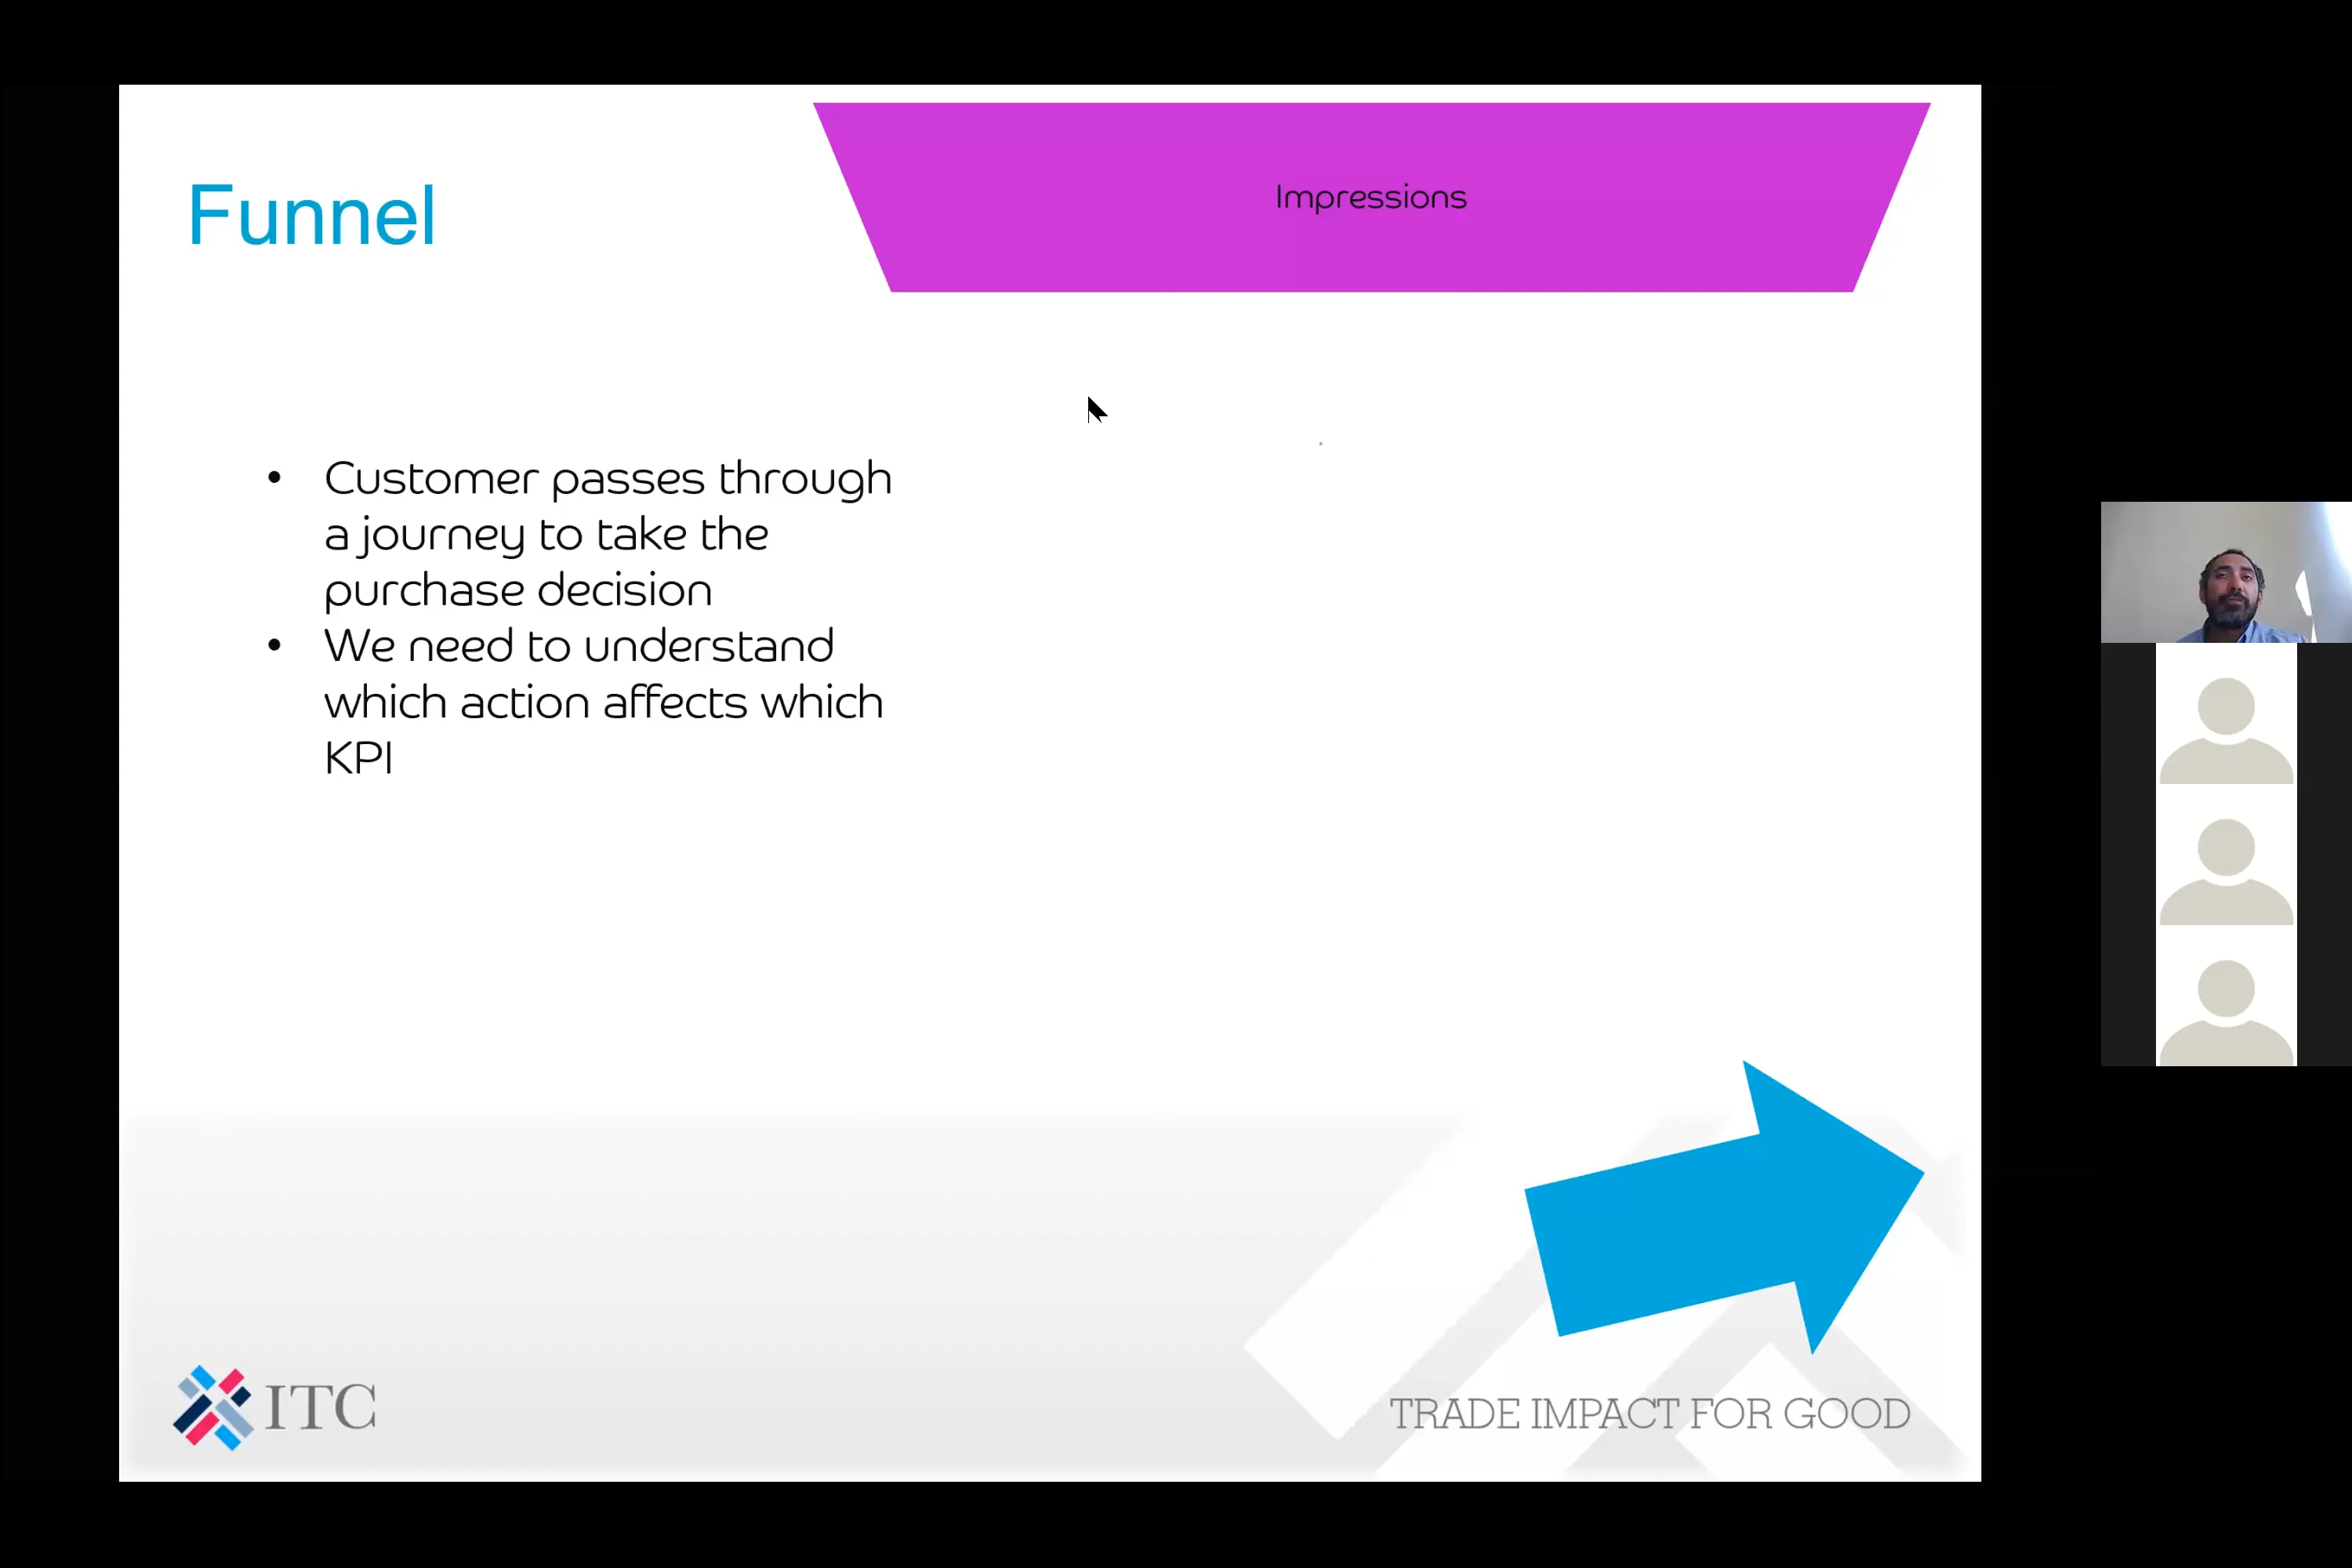 Funnel
Impressions
• Customer passes through
a journey to take the
purchase decision
• We need to understand
which action affects which
KPI
ITC
TRADE IMPACT FOR GOOD